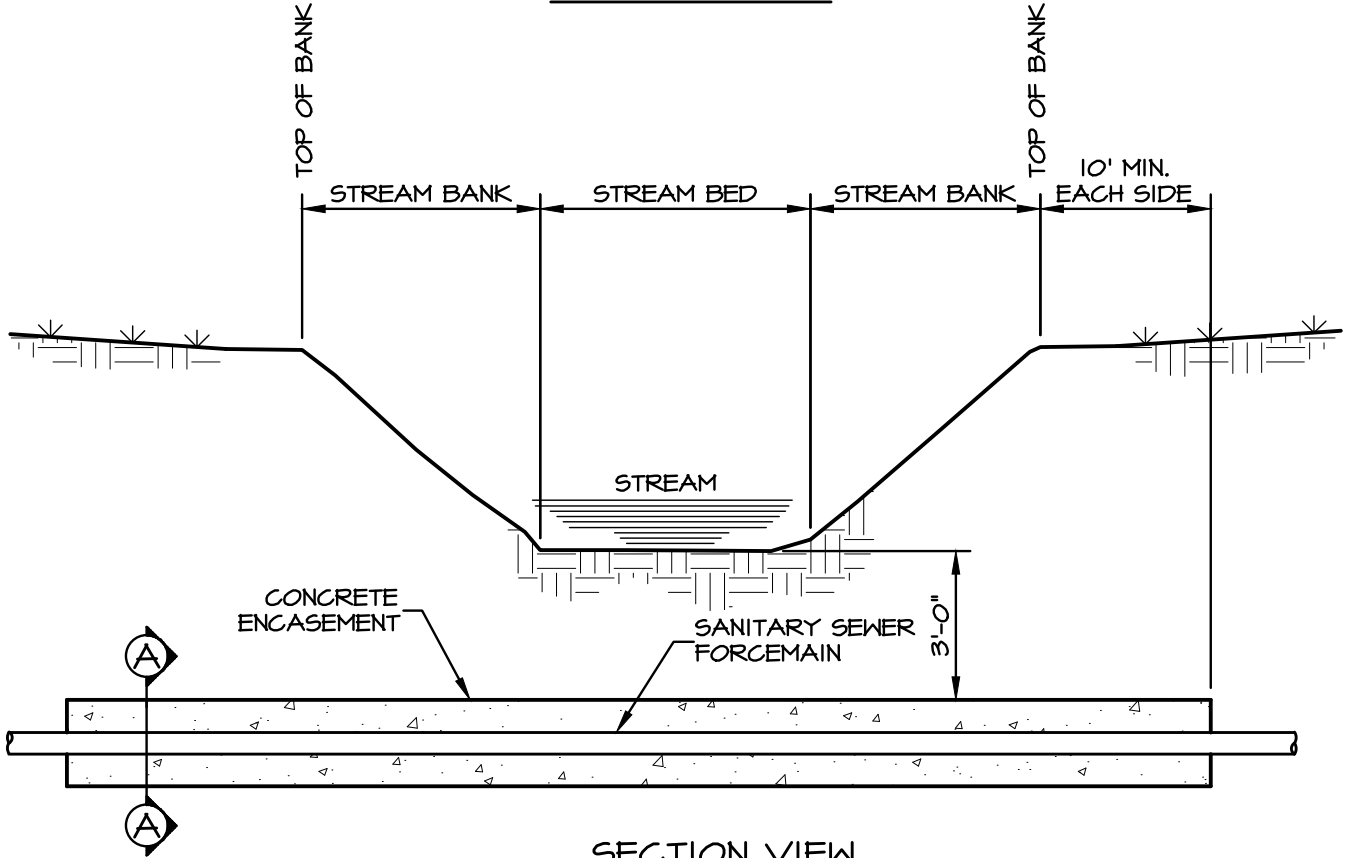 TOP OF BANK
TOP OF BANK
10' MIN.
EACH SIDE
STREAM BANK
STREAM BED
STREAM BANK
STREAM
CONCRETE
ENCASEMENT
SANITARY SEWER
FORCEMAIN
3'-0"
A
A
SECTION VIEW